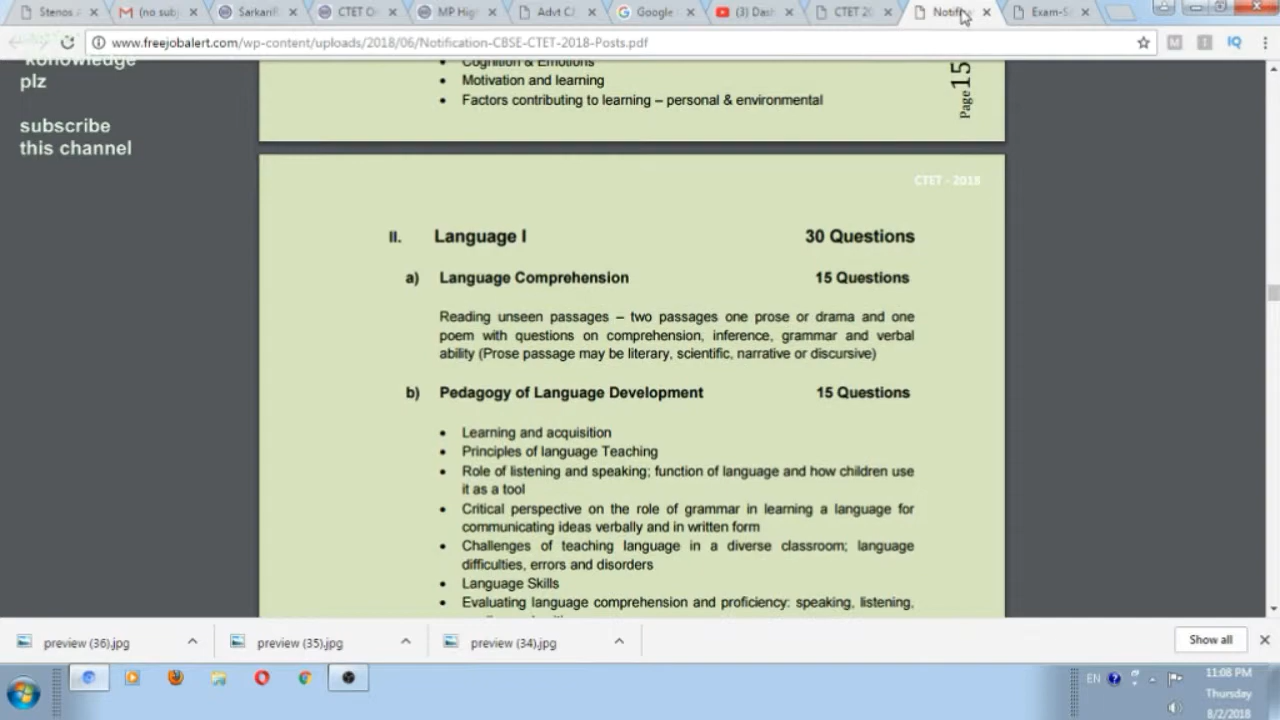 Stenos A
(no subj
SarkariR
CTET O
MP Hig
Advt C
Google
(3) Dash
CTET 20
Notific
Exam-S
www.freejobalert.com/wp-content/uploads/2018/06/Notification-CBSE-CTET-2018-Posts.pdf
konowledge
plz
subscribe
this channel
• Cognition & Emotions
• Motivation and learning
• Factors contributing to learning – personal & environmental
Page 15
CTET - 2018
II. Language I 30 Questions
a) Language Comprehension 15 Questions
Reading unseen passages – two passages one prose or drama and one
poem with questions on comprehension, inference, grammar and verbal
ability (Prose passage may be literary, scientific, narrative or discursive)
b) Pedagogy of Language Development 15 Questions
• Learning and acquisition
• Principles of language Teaching
• Role of listening and speaking; function of language and how children use
it as a tool
• Critical perspective on the role of grammar in learning a language for
communicating ideas verbally and in written form
• Challenges of teaching language in a diverse classroom; language
difficulties, errors and disorders
• Language Skills
• Evaluating language comprehension and proficiency: speaking, listening,
preview (36).jpg
preview (35).jpg
preview (34).jpg
Show all
EN
11:08 PM
Thursday
8/2/2018